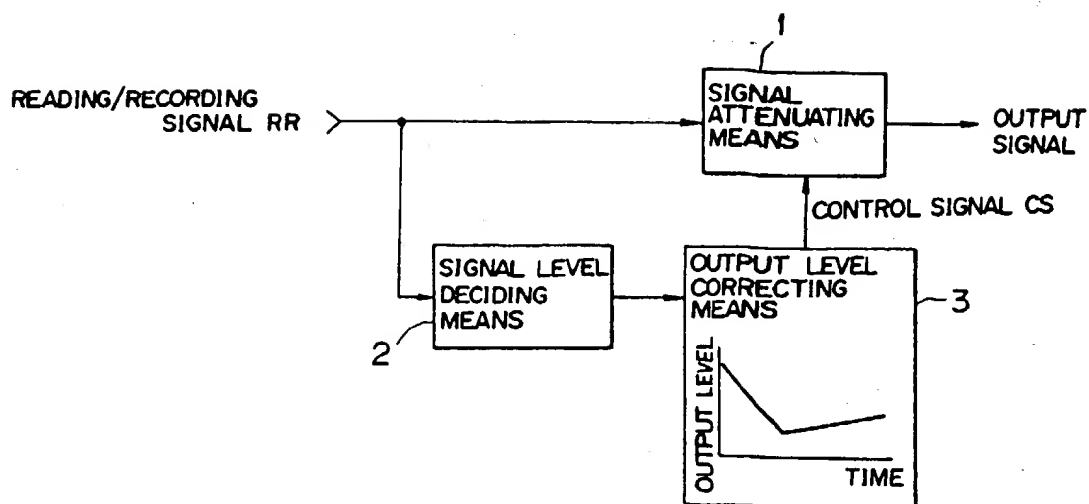 1
READING/RECORDING
SIGNAL RR
SIGNAL
ATTENUATING
MEANS
OUTPUT
SIGNAL
CONTROL SIGNAL CS
SIGNAL LEVEL
DECIDING
MEANS
2
OUTPUT LEVEL
CORRECTING
MEANS
3
OUTPUT LEVEL
TIME